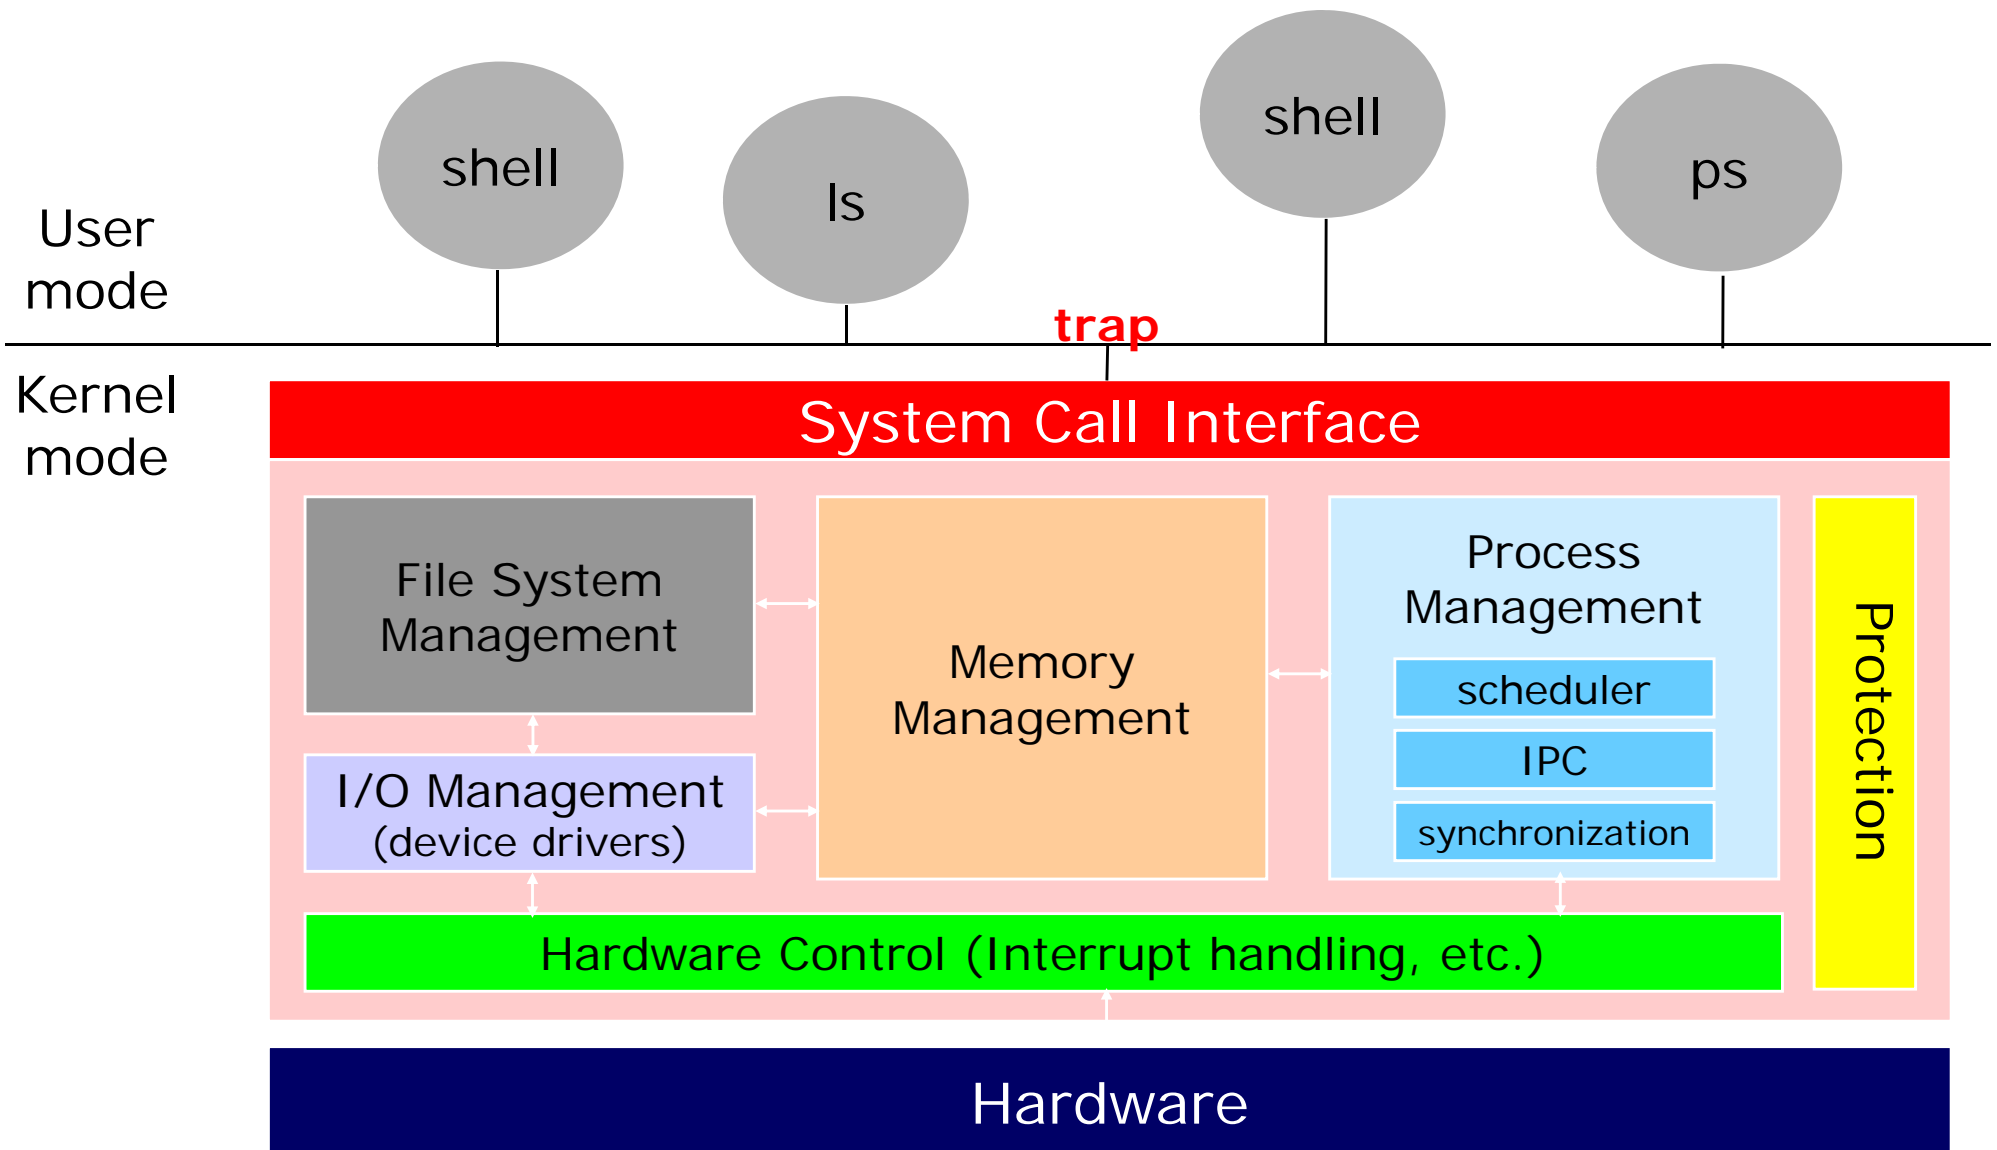 shell
ls
shell
ps
User
mode
trap
Kernel
mode
System Call Interface
File System
Management
Memory
Management
Process
Management
scheduler
IPC
synchronization
Protection
I/O Management
(device drivers)
Hardware Control (Interrupt handling, etc.)
Hardware